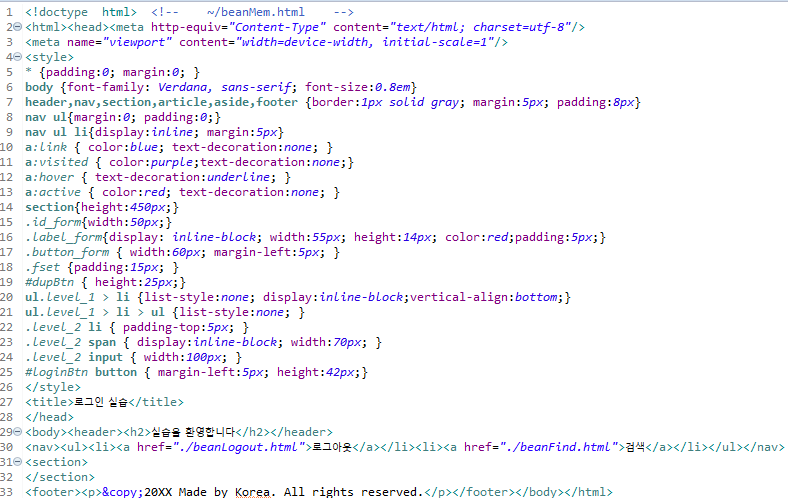 1 <!doctype html> <!-- ~/beanMem.html -->
2 <html><head><meta http-equiv="Content-Type" content="text/html; charset=utf-8"/>
3 <meta name="viewport" content="width=device-width, initial-scale=1"/>
4 <style>
5 * {padding:0; margin:0; }
6 body {font-family: Verdana, sans-serif; font-size:0.8em}
7 header,nav,section,article,aside,footer {border:1px solid gray; margin:5px; padding:8px}
8 nav ul{margin:0; padding:0;}
9 nav ul li{display:inline; margin:5px}
10 a:link { color:blue; text-decoration:none; }
11 a:visited { color:purple;text-decoration:none;}
12 a:hover { text-decoration:underline; }
13 a:active { color:red; text-decoration:none; }
14 section{height:450px;}
15 .id_form{width:50px;}
16 .label_form{display: inline-block; width:55px; height:14px; color:red;padding:5px;}
17 .button_form { width:60px; margin-left:5px; }
18 .fset {padding:15px; }
19 #dupBtn { height:25px;}
20 ul.level_1 > li {list-style:none; display:inline-block;vertical-align:bottom;}
21 ul.level_1 > li > ul {list-style:none; }
22 .level_2 li { padding-top:5px; }
23 .level_2 span { display:inline-block; width:70px; }
24 .level_2 input { width:100px; }
25 #loginBtn button { margin-left:5px; height:42px;}
26 </style>
27 <title>로그인 실습</title>
28 </head>
29 <body><header><h2>실습을 환영합니다</h2></header>
30 <nav><ul><li><a href="./beanLogout.html">로그아웃</a></li><li><a href="./beanFind.html">검색</a></li></ul></nav>
31 <section>
32 </section>
33 <footer><p>&copy;20XX Made by Korea. All rights reserved.</p></footer></body></html>